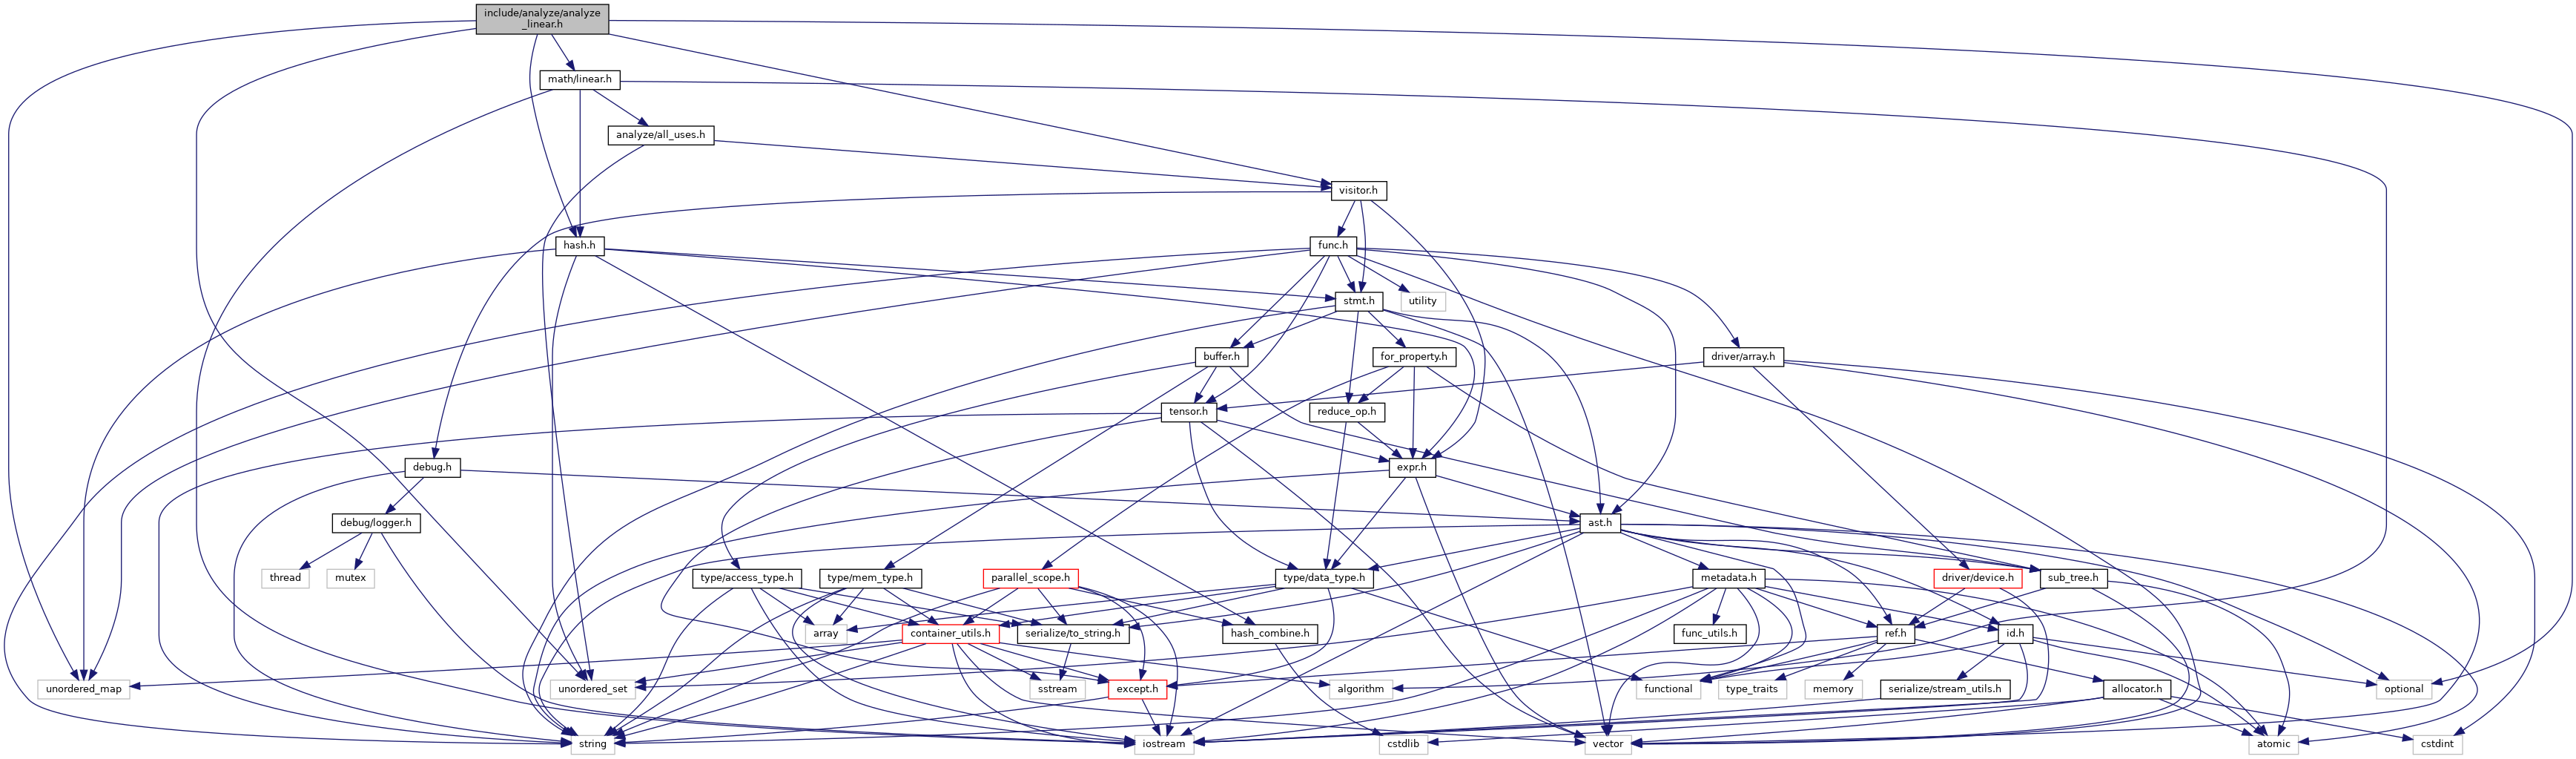 include/analyze/analyze
_linear.h
math/linear.h
analyze/all_uses.h
visitor.h
hash.h
func.h
stmt.h
utility
buffer.h
for_property.h
driver/array.h
tensor.h
reduce_op.h
debug.h
expr.h
debug/logger.h
ast.h
thread
mutex
type/access_type.h
type/mem_type.h
parallel_scope.h
type/data_type.h
metadata.h
driver/device.h
sub_tree.h
array
container_utils.h
serialize/to_string.h
hash_combine.h
func_utils.h
ref.h
id.h
unordered_map
unordered_set
sstream
except.h
algorithm
functional
type_traits
memory
serialize/stream_utils.h
allocator.h
optional
string
iostream
cstdlib
vector
atomic
cstdint